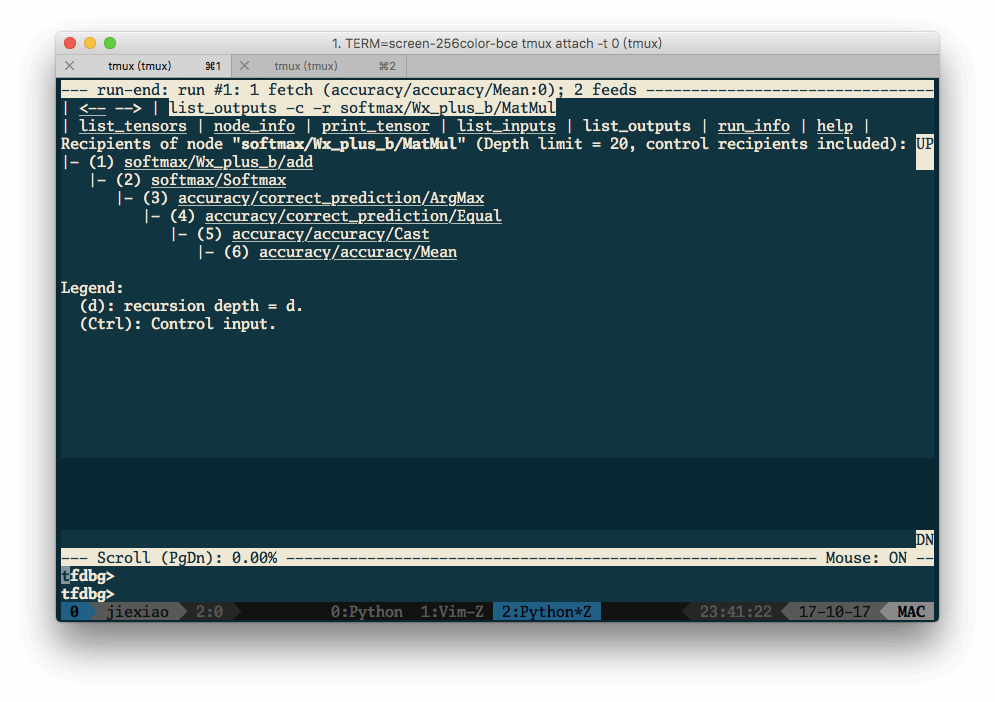 1. TERM=screen-256color-bce tmux attach -t 0 (tmux)
tmux (tmux) ⌘1 tmux (tmux) ⌘2
--- run-end: run #1: 1 fetch (accuracy/accuracy/Mean:0); 2 feeds --------------------------------
| <-- --> | list_outputs -c -r softmax/Wx_plus_b/MatMul
| list_tensors | node_info | print_tensor | list_inputs | list_outputs | run_info | help |
Recipients of node "softmax/Wx_plus_b/MatMul" (Depth limit = 20, control recipients included): UP
|- (1) softmax/Wx_plus_b/add
   |- (2) softmax/Softmax
      |- (3) accuracy/correct_prediction/ArgMax
         |- (4) accuracy/correct_prediction/Equal
            |- (5) accuracy/accuracy/Cast
               |- (6) accuracy/accuracy/Mean
Legend:
  (d): recursion depth = d.
  (Ctrl): Control input.
DN
--- Scroll (PgDn): 0.00% ----------------------------------------------------------- Mouse: ON --
tfdbg>
tfdbg>
0 jiexiao 2:0 0:Python 1:Vim-Z 2:Python*Z 23:41:22 17-10-17 MAC